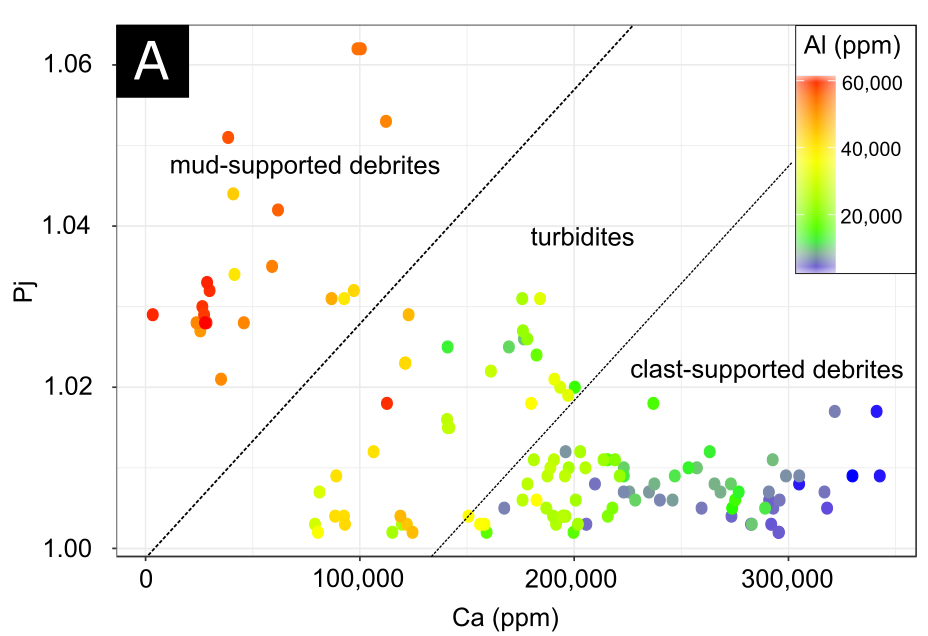 A
Al (ppm)
60,000
40,000
20,000
1.06
1.04
1.02
1.00
Pj
mud-supported debrites
turbidites
clast-supported debrites
0
100,000
200,000
300,000
Ca (ppm)